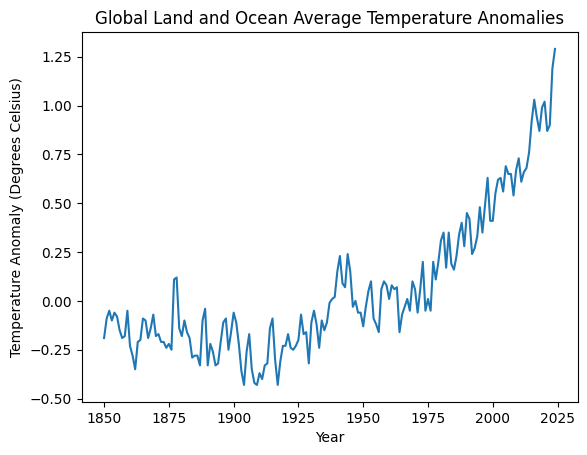 Global Land and Ocean Average Temperature Anomalies
Temperature Anomaly (Degrees Celsius)
1.25
1.00
0.75
0.50
0.25
0.00
−0.25
−0.50
1850 1875 1900 1925 1950 1975 2000 2025
Year